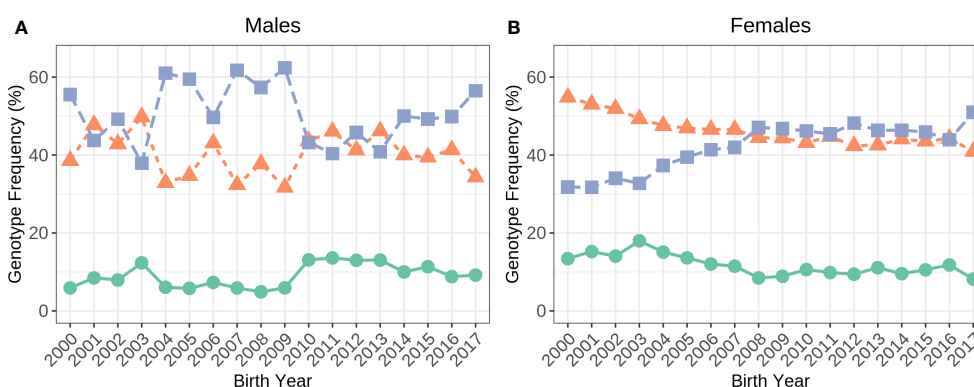 A Males
Genotype Frequency (%)
60
40
20
0
2000 2001 2002 2003 2004 2005 2006 2007 2008 2009 2010 2011 2012 2013 2014 2015 2016 2017
Birth Year
B Females
Genotype Frequency (%)
60
40
20
0
2000 2001 2002 2003 2004 2005 2006 2007 2008 2009 2010 2011 2012 2013 2014 2015 2016
Birth Year